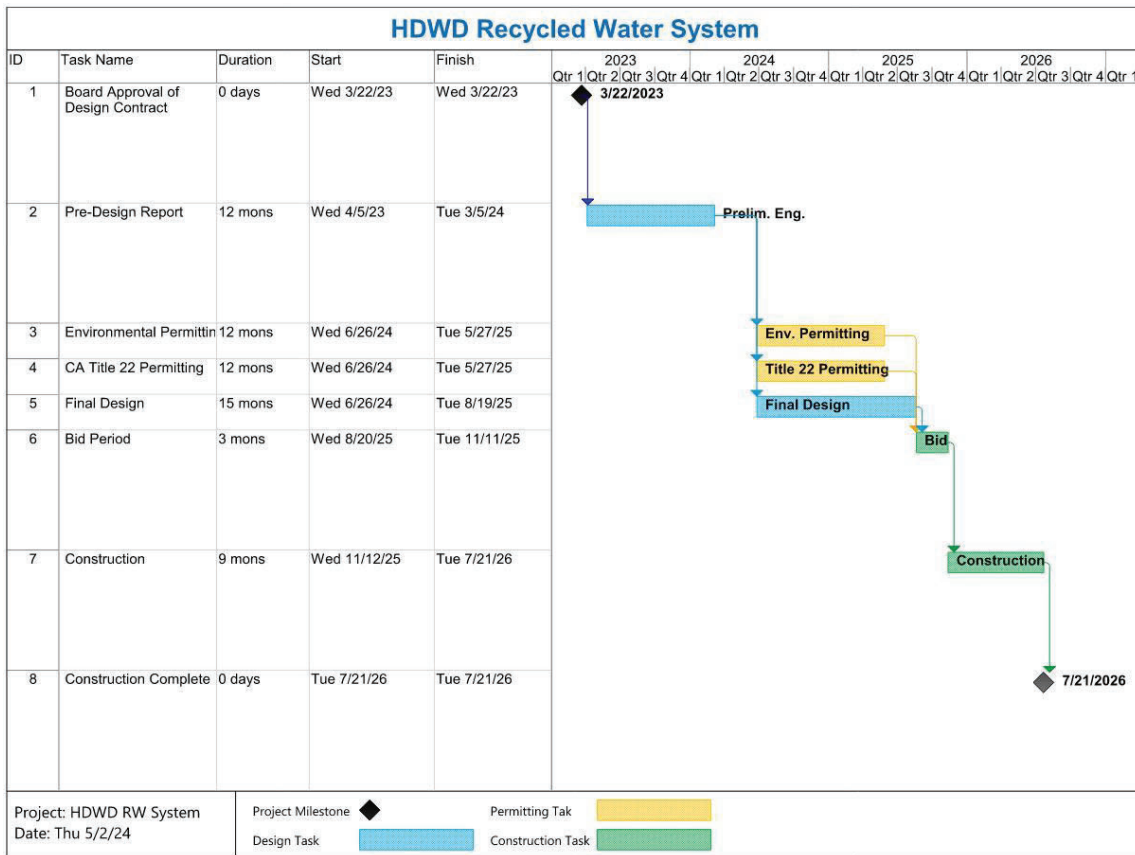 HDWD Recycled Water System
ID Task Name Duration Start Finish 2023 2024 2025 2026
Qtr 1 Qtr 2 Qtr 3 Qtr 4 Qtr 1 Qtr 2 Qtr 3 Qtr 4 Qtr 1 Qtr 2 Qtr 3 Qtr 4 Qtr 1 Qtr 2 Qtr 3 Qtr 4 Qtr 1
1 Board Approval of 0 days Wed 3/22/23 Wed 3/22/23 3/22/2023
Design Contract
2 Pre-Design Report 12 mons Wed 4/5/23 Tue 3/5/24 Prelim. Eng.
3 Environmental Permittin 12 mons Wed 6/26/24 Tue 5/27/25 Env. Permitting
4 CA Title 22 Permitting 12 mons Wed 6/26/24 Tue 5/27/25 Title 22 Permitting
5 Final Design 15 mons Wed 6/26/24 Tue 8/19/25 Final Design
6 Bid Period 3 mons Wed 8/20/25 Tue 11/11/25 Bid
7 Construction 9 mons Wed 11/12/25 Tue 7/21/26 Construction
8 Construction Complete 0 days Tue 7/21/26 Tue 7/21/26 7/21/2026
Project: HDWD RW System
Date: Thu 5/2/24
Project Milestone Permitting Tak
Design Task Construction Task